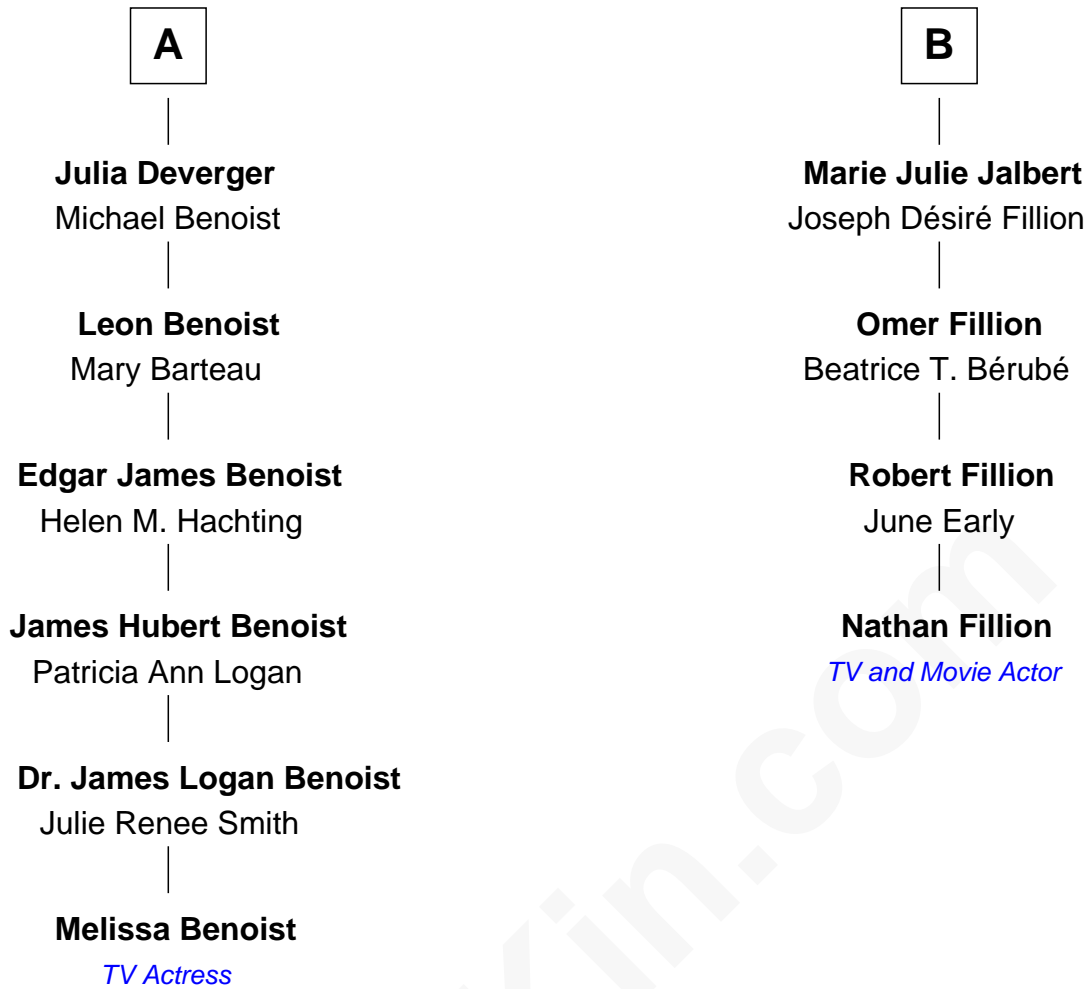 A
Julia Deverger
Michael Benoist
Leon Benoist
Mary Barteau
Edgar James Benoist
Helen M. Hachting
James Hubert Benoist
Patricia Ann Logan
Dr. James Logan Benoist
Julie Renee Smith
Melissa Benoist
TV Actress
B
Marie Julie Jalbert
Joseph Désiré Fillion
Omer Fillion
Beatrice T. Bérubé
Robert Fillion
June Early
Nathan Fillion
TV and Movie Actor
Kin.com